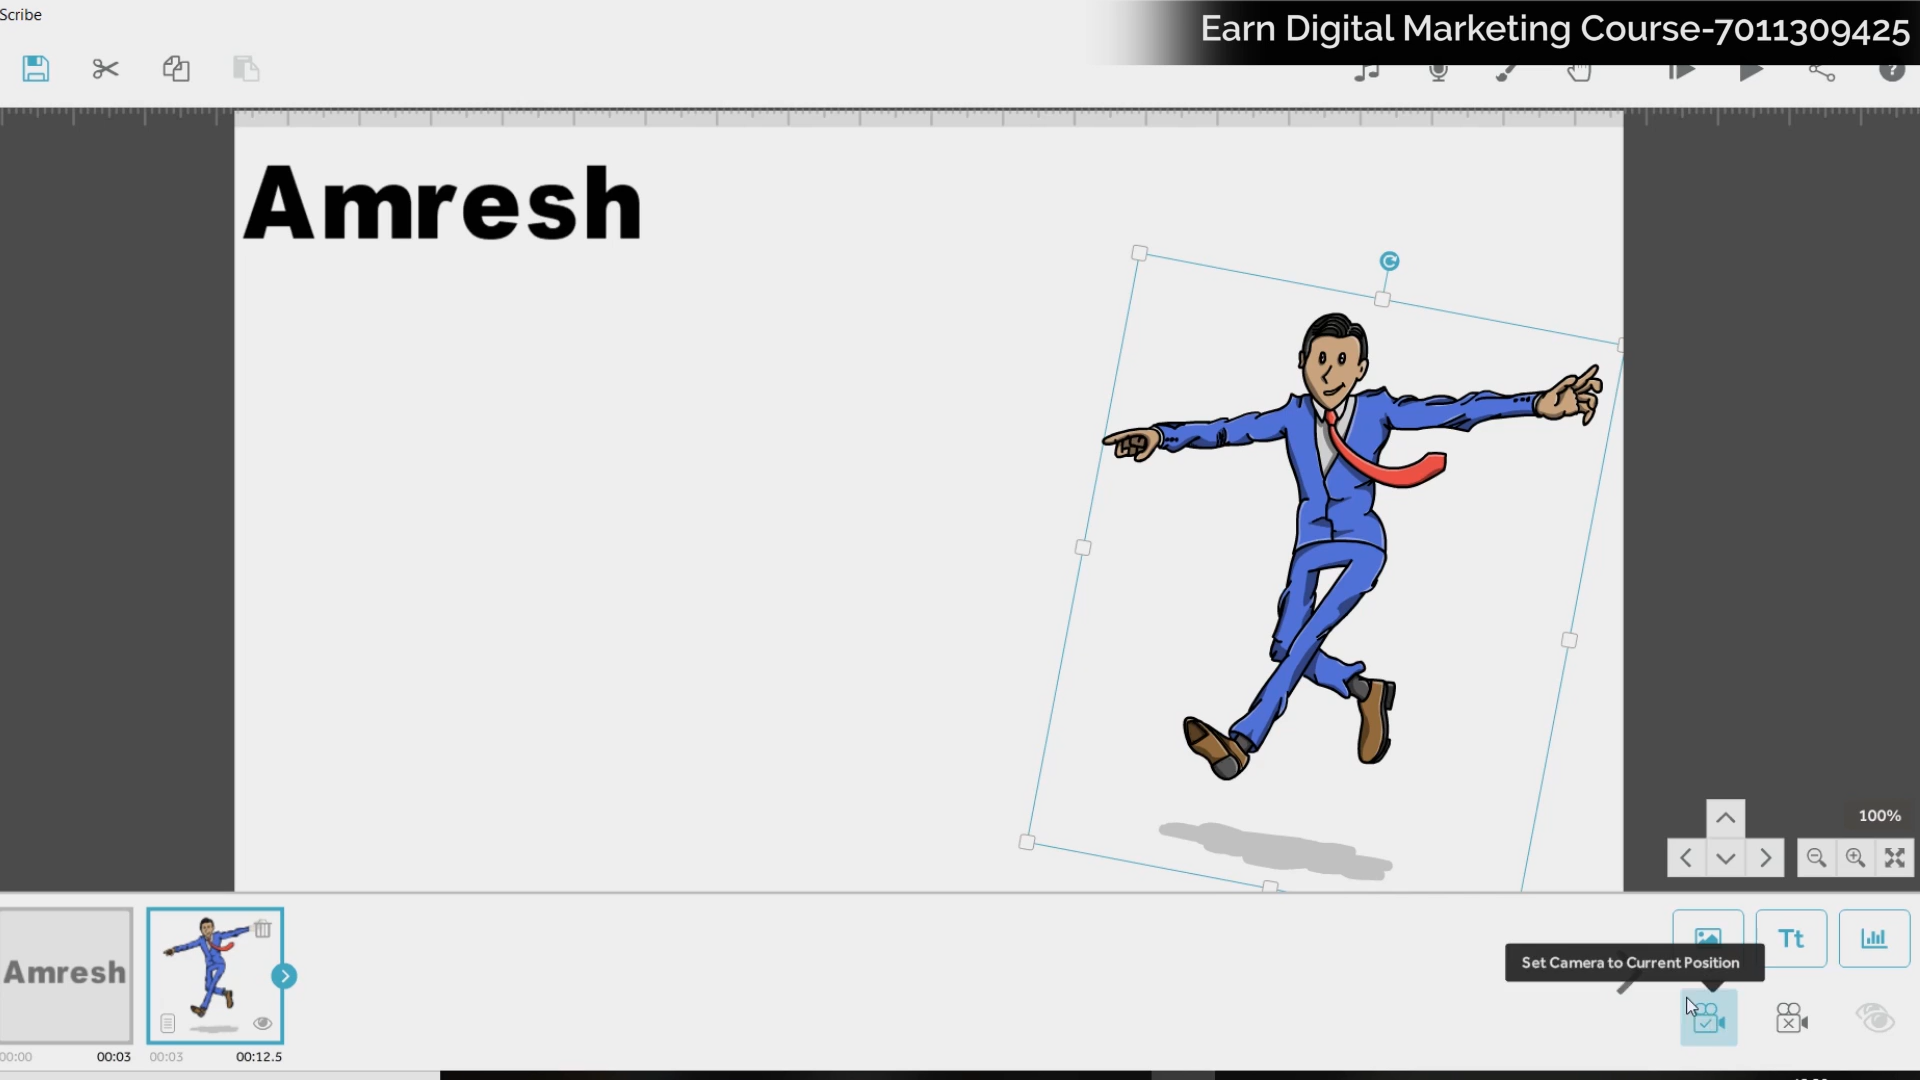 Scribe
Earn Digital Marketing Course-7011309425
Amresh
100%
Tt
Set Camera to Current Position
Amresh
00:00 00:03 00:03 00:12.5